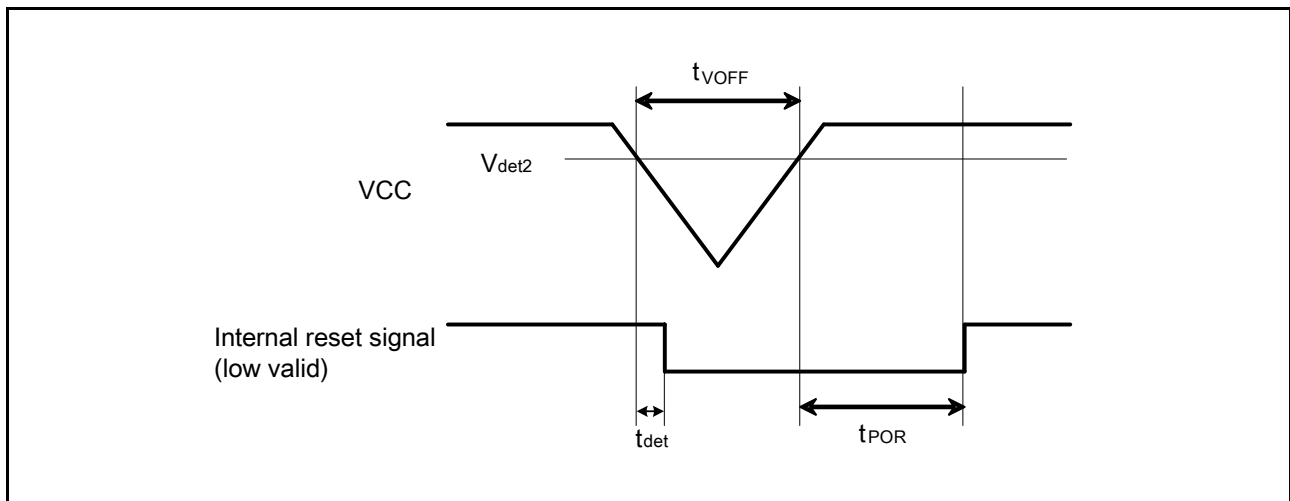 tVOFF
Vdet2
VCC
Internal reset signal
(low valid)
tdet
tPOR